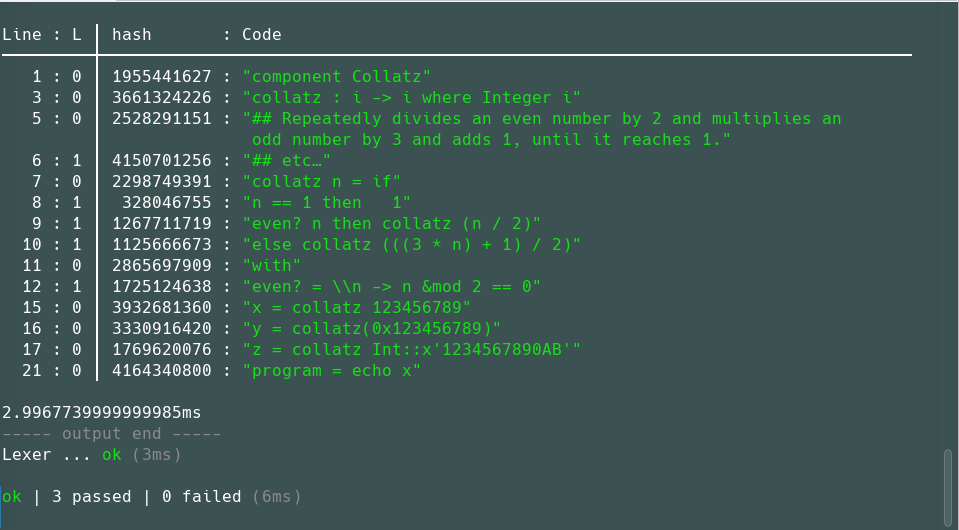 Line : L | hash : Code
1 : 0 | 1955441627 : "component Collatz"
3 : 0 | 3661324226 : "collatz : i -> i where Integer i"
5 : 0 | 2528291151 : "## Repeatedly divides an even number by 2 and multiplies an
odd number by 3 and adds 1, until it reaches 1."
6 : 1 | 4150701256 : "## etc…"
7 : 0 | 2298749391 : "collatz n = if"
8 : 1 | 328046755 : "n == 1 then   1"
9 : 1 | 1267711719 : "even? n then collatz (n / 2)"
10 : 1 | 1125666673 : "else collatz (((3 * n) + 1) / 2)"
11 : 0 | 2865697909 : "with"
12 : 1 | 1725124638 : "even? = \\n -> n &mod 2 == 0"
15 : 0 | 3932681360 : "x = collatz 123456789"
16 : 0 | 3330916420 : "y = collatz(0x123456789)"
17 : 0 | 1769620076 : "z = collatz Int::x'1234567890AB'"
21 : 0 | 4164340800 : "program = echo x"
2.9967739999999985ms
----- output end -----
Lexer ... ok (3ms)
ok | 3 passed | 0 failed (6ms)